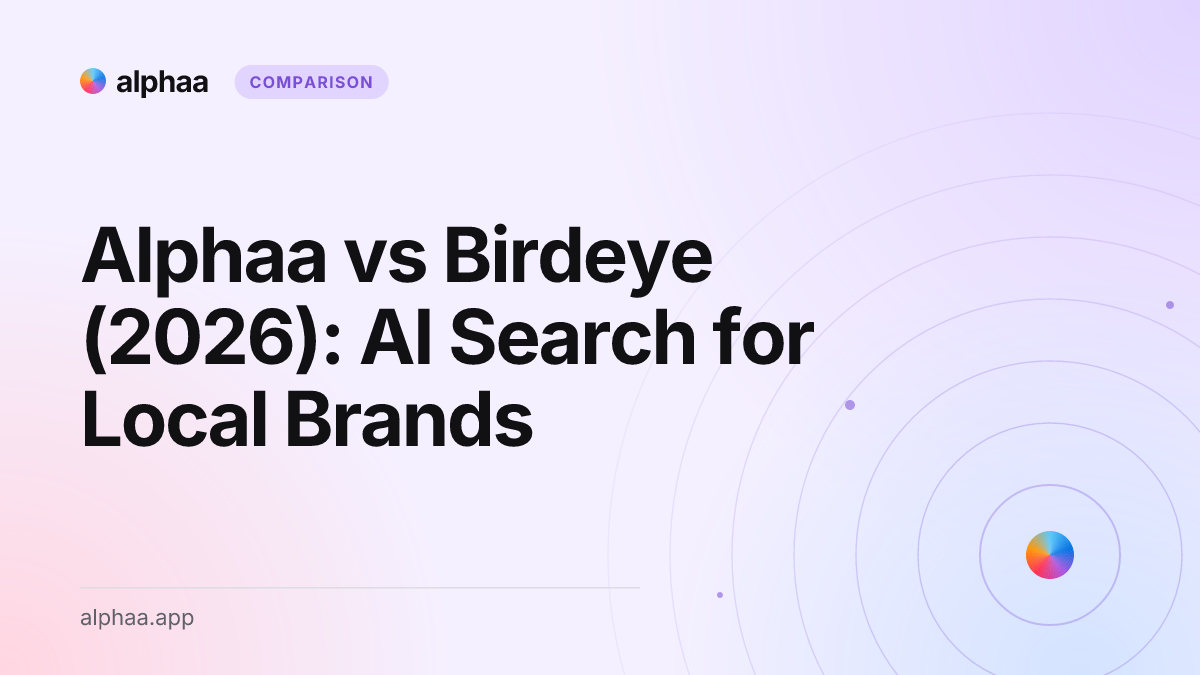 alphaa
COMPARISON
Alphaa vs Birdeye
(2026): AI Search for
Local Brands
alphaa.app